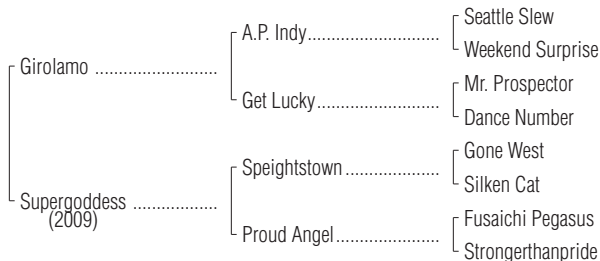 Seattle Slew
A.P. Indy........................
Weekend Surprise
Girolamo ......................
Mr. Prospector
Get Lucky......................
Dance Number
Gone West
Speightstown .................
Silken Cat
Supergoddess ...............
(2009)
Fusaichi Pegasus
Proud Angel...................
Strongerthanpride